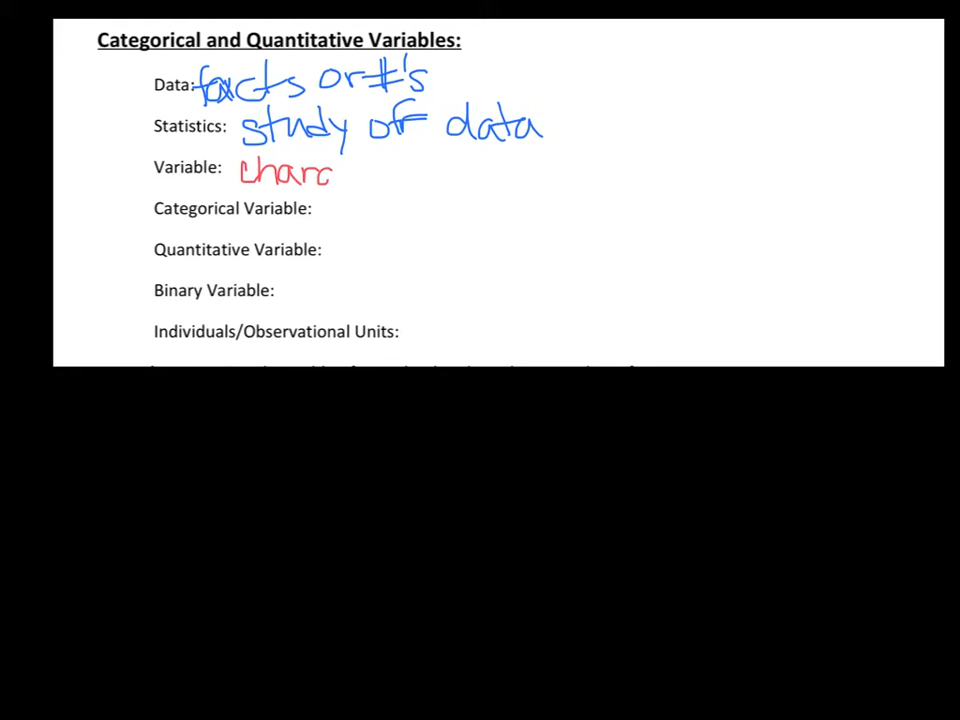 Categorical and Quantitative Variables:
Data: facts or #'s
Statistics: study of data
Variable: charc
Categorical Variable:
Quantitative Variable:
Binary Variable:
Individuals/Observational Units: